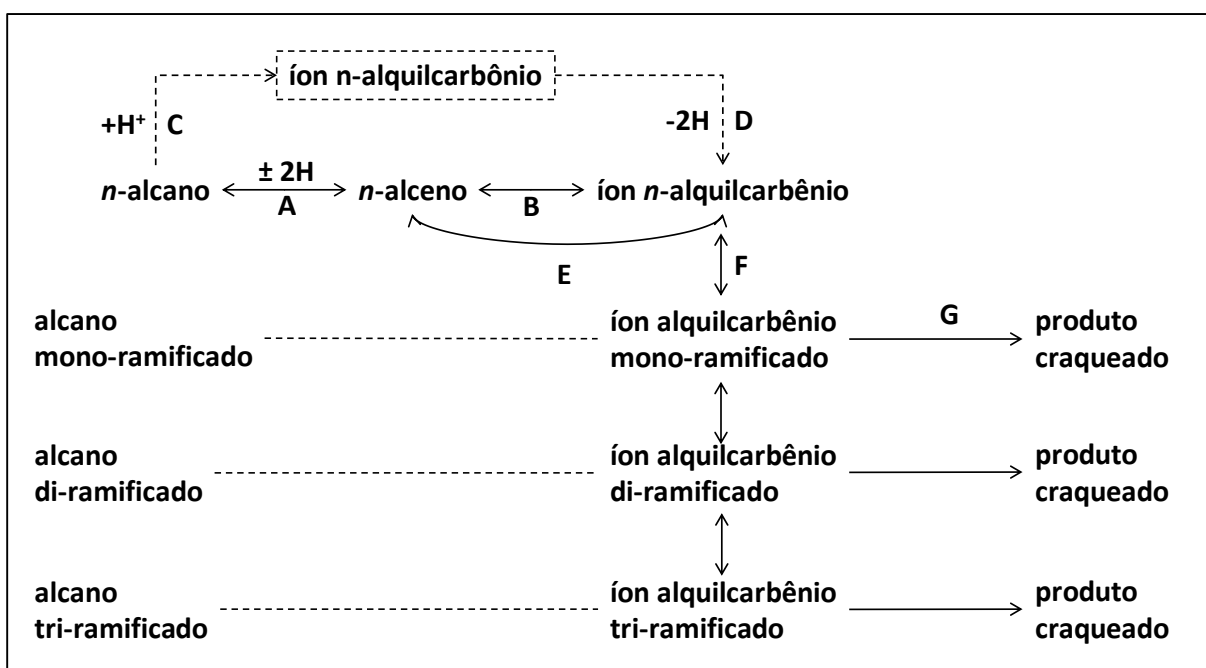 íon n-alquilcarbônio
+H⁺ C
-2H D
± 2H
n-alcano n-alceno íon n-alquilcarbênio
A B
E F
G
alcano íon alquilcarbênio produto
mono-ramificado mono-ramificado craqueado
alcano íon alquilcarbênio produto
di-ramificado di-ramificado craqueado
alcano íon alquilcarbênio produto
tri-ramificado tri-ramificado craqueado